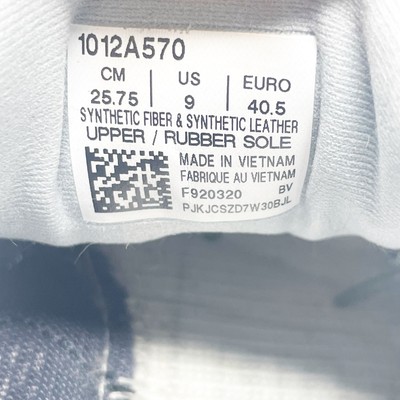 1012A570
CM | US | EURO
25.75 | 9 | 40.5
SYNTHETIC FIBER & SYNTHETIC LEATHER
UPPER / RUBBER SOLE
MADE IN VIETNAM
FABRIQUE AU VIETNAM
F920320 BV
PJKJCSZD7W30BJL